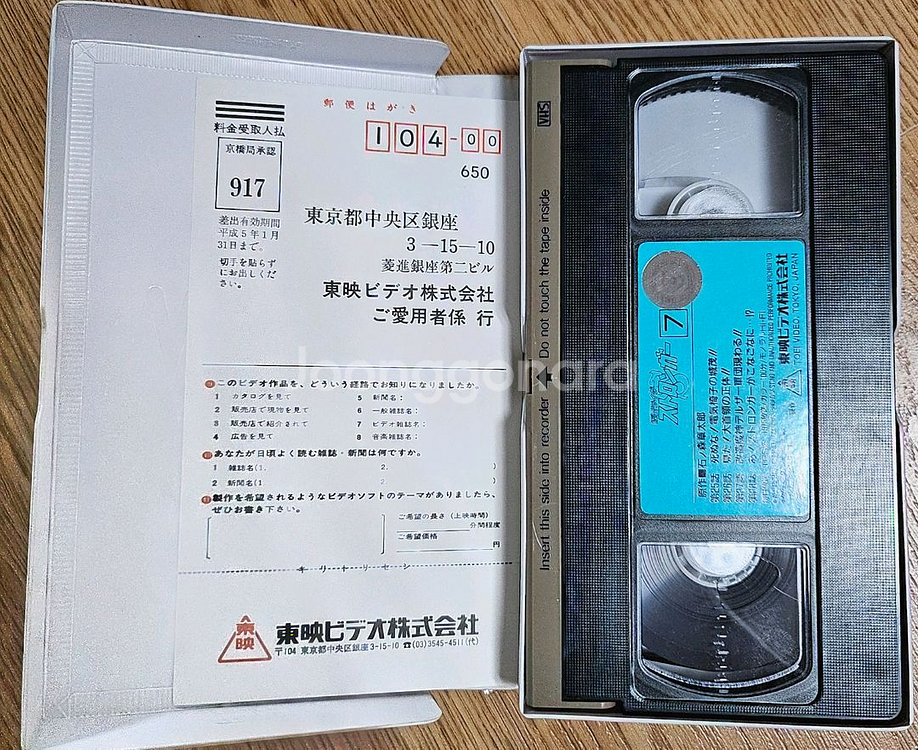 郵便はがき
料金受取人払
104-00
京橋局承認
917
650
差出有効期間
平成5年1月
31日まで。
切手を貼らず
にお出しくだ
さい。
東京都中央区銀座
3—15—10
菱進銀座第二ビル
東映ビデオ株式会社
ご愛用者係 行
このビデオ作品を、どういう経路でお知りになりましたか。
1 カタログを見て 5 新聞名:
2 販売店で現物を見て 6 一般雑誌名:
3 販売店で紹介されて 7 ビデオ雑誌名:
4 広告を見て 8 音楽雑誌名:
あなたが日頃よく読む雑誌・新聞は何ですか。
1 雑誌名(1. 2. )
2 新聞名(1 2 )
製作を希望されるようなビデオソフトのテーマがありましたら、
ぜひお書き下さい。
ご希望の長さ(上映時間)
分間程度
ご希望価格
円
キリトリセン
東映
東映ビデオ株式会社
〒104 東京都中央区銀座3-15-10 ☎(03)3545-4511(代)
VHS
Insert this side into recorder Do not touch the tape inside
ストロンガー 7
原作■石ノ森章太郎
東映ビデオ株式会社
TOEI VIDEO, TOKYO, JAPAN
joonggonara